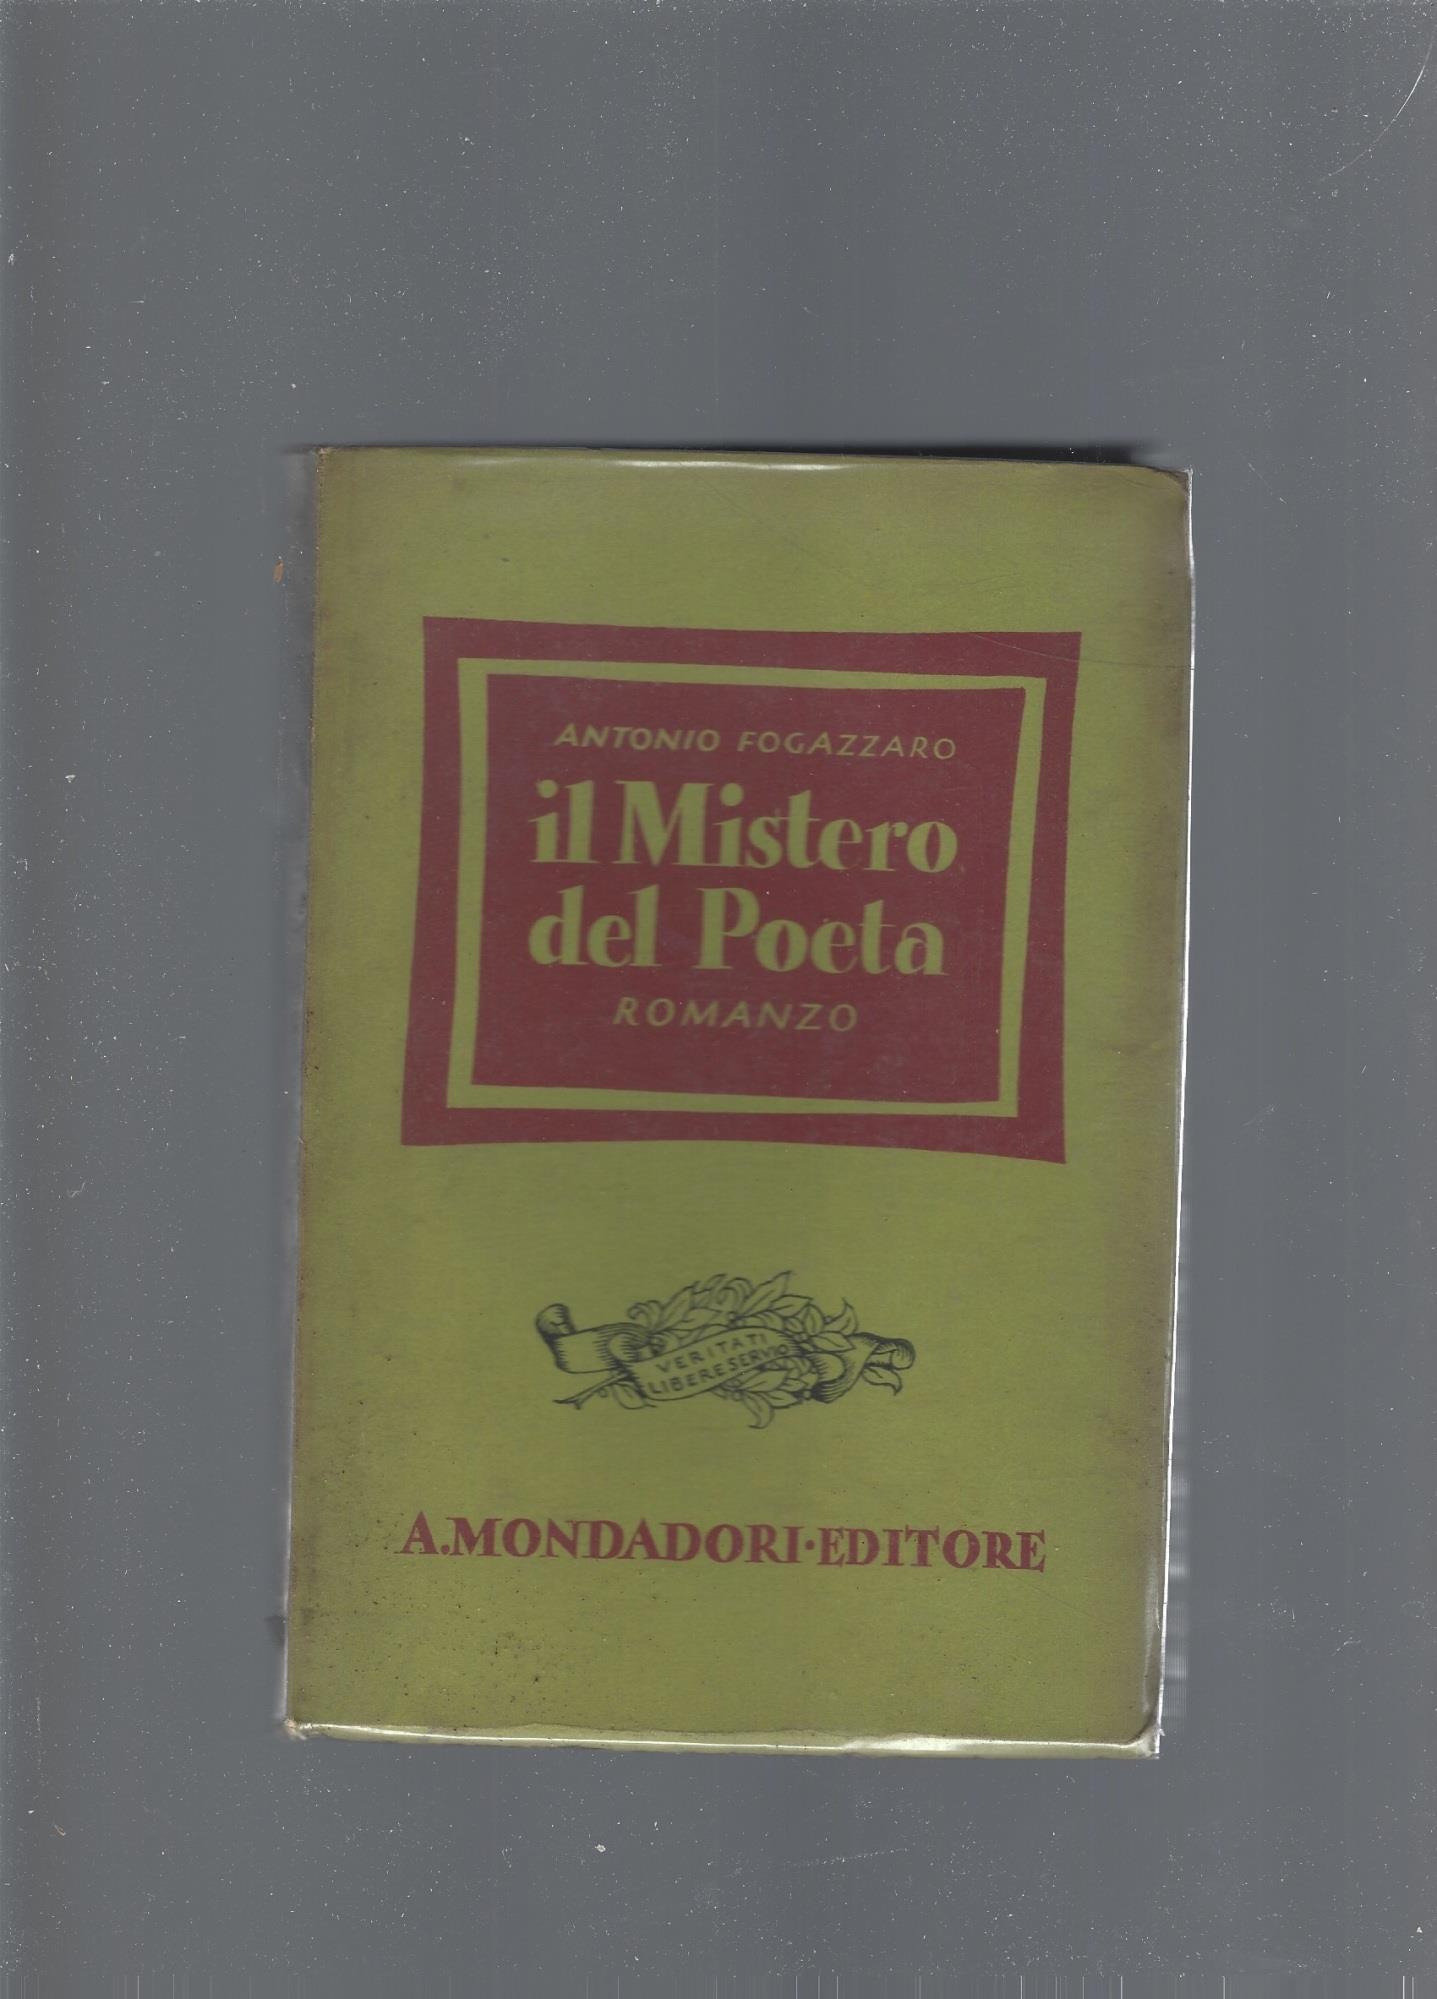 ANTONIO FOGAZZARO
il Mistero
del Poeta
ROMANZO
VERITATI
LIBERE SERVIO
A. MONDADORI · EDITORE